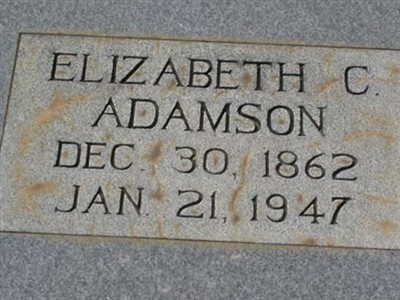 ELIZABETH C.
ADAMSON
DEC. 30, 1862
JAN. 21, 1947